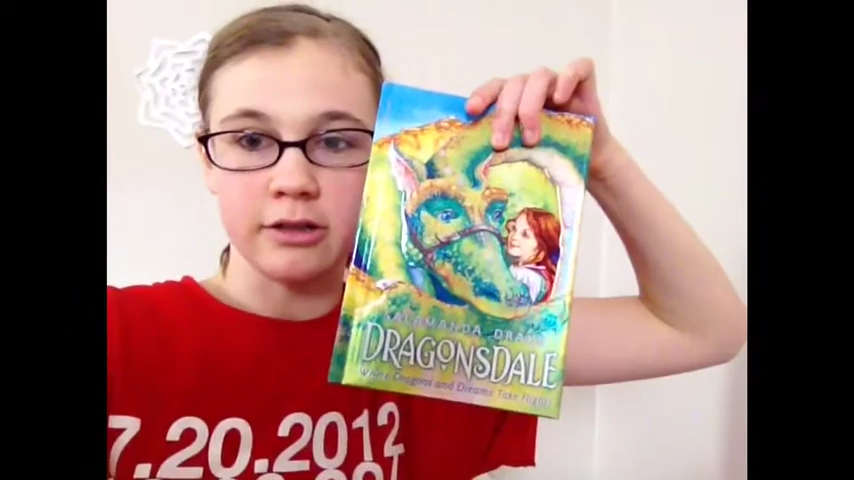 SALAMANDA DRAKE
DRAGONSDALE
Where Dragons and Dreams Take Flight!
7.20.2012